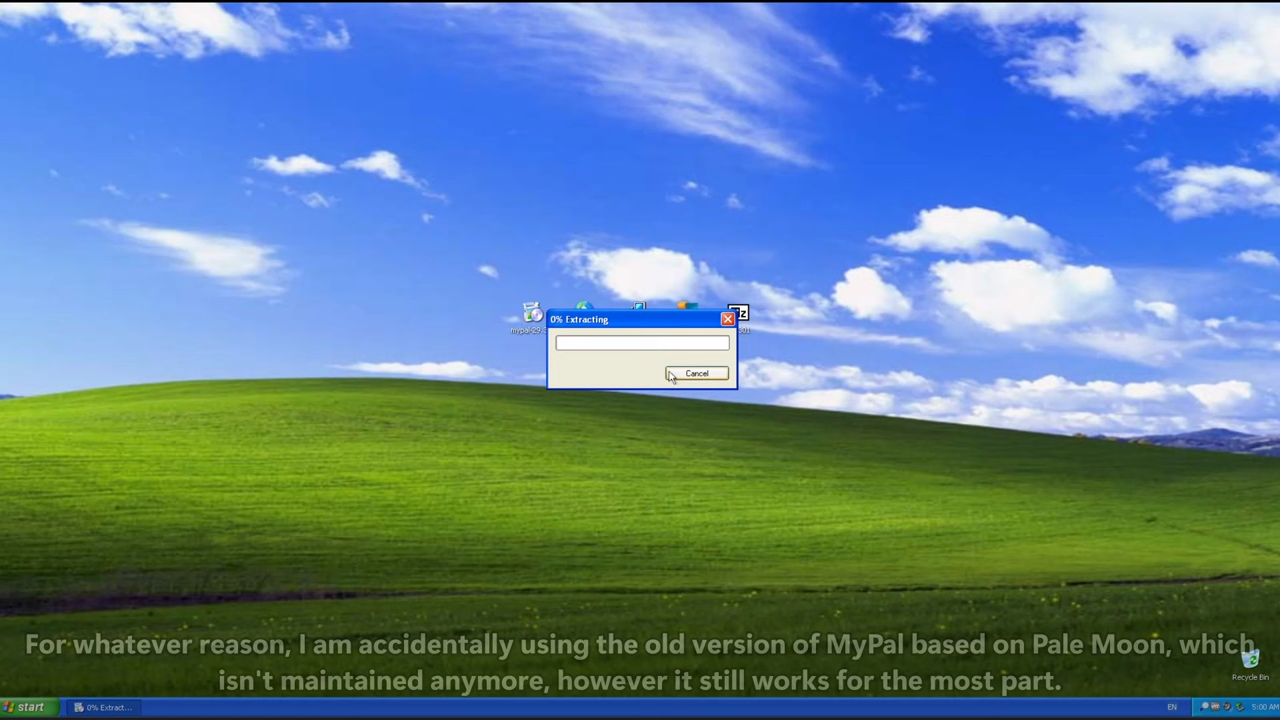 0% Extracting
mypal-29
Cancel
For whatever reason, I am accidentally using the old version of MyPal based on Pale Moon, which
isn't maintained anymore, however it still works for the most part.
Recycle Bin
start
0% Extract...
EN
5:00 AM